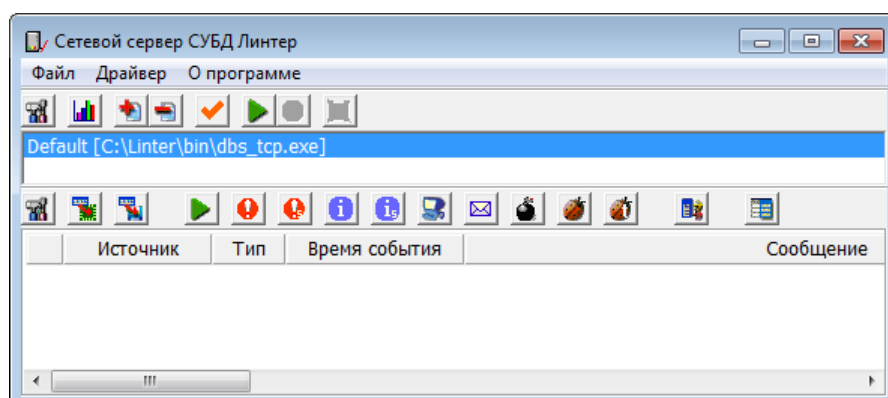 Сетевой сервер СУБД Линтер
Файл Драйвер О программе
Default [C:\Linter\bin\dbs_tcp.exe]
Источник Тип Время события Сообщение